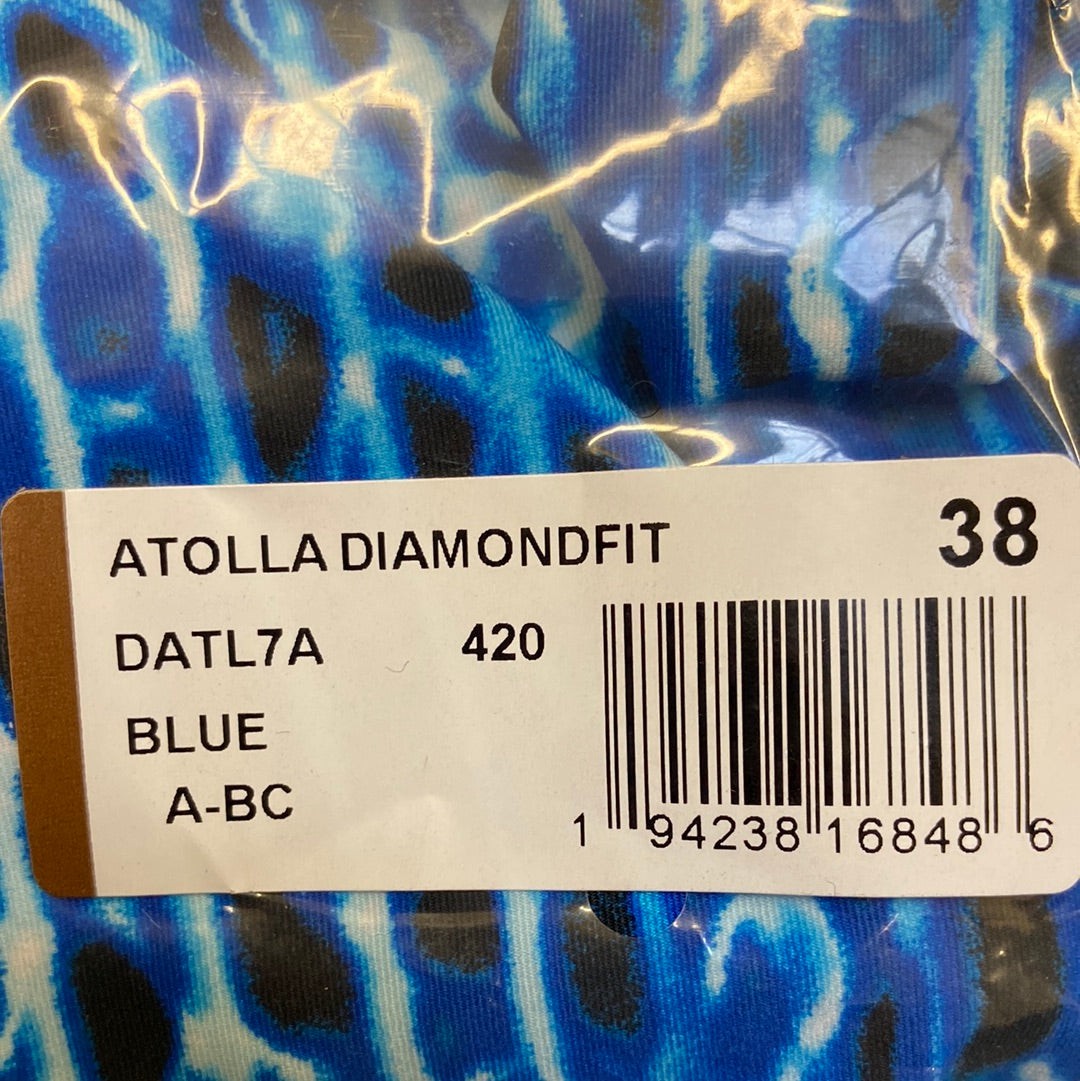 ATOLLA DIAMONDFIT 38
DATL7A 420
BLUE
A-BC
1 94238 16848 6